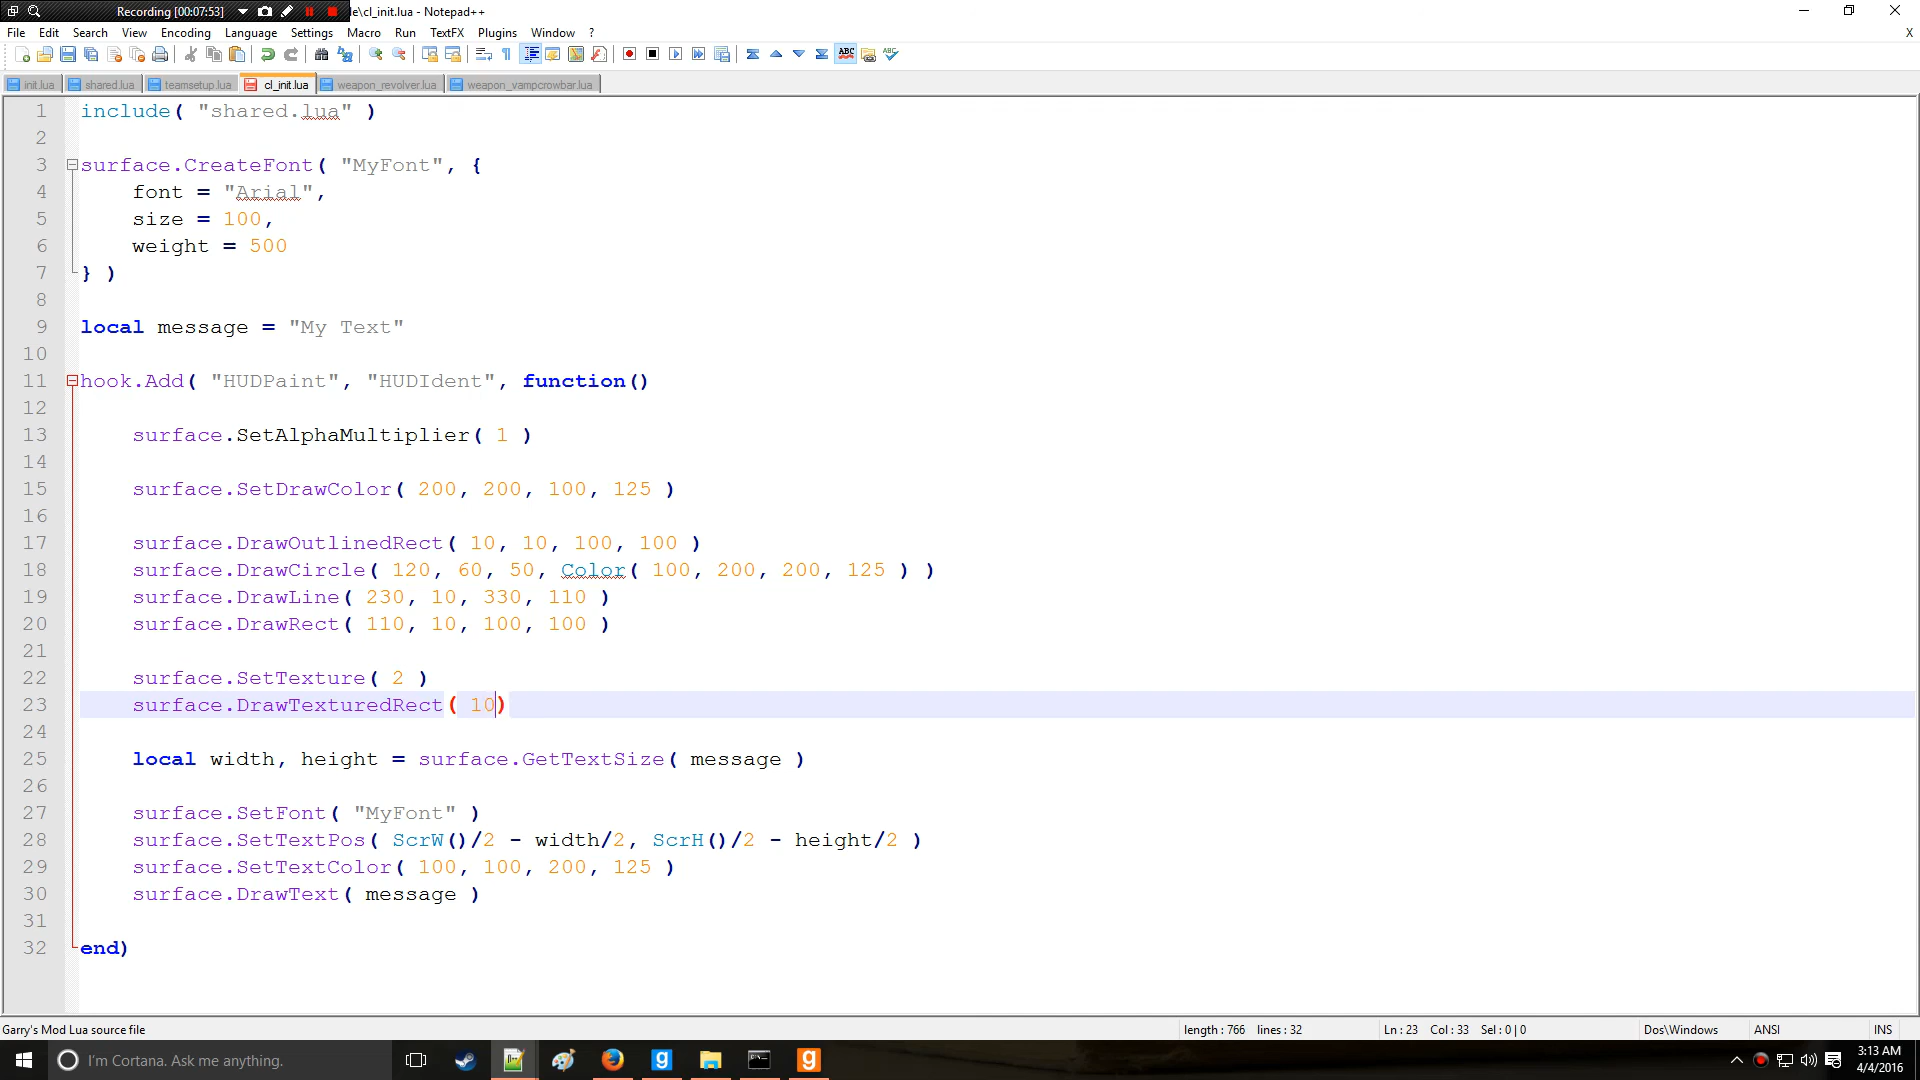 Recording [00:07:53]
le\cl_init.lua - Notepad++
File Edit Search View Encoding Language Settings Macro Run TextFX Plugins Window ?
X
init.lua shared.lua teamsetup.lua cl_init.lua weapon_revolver.lua weapon_vampcrowbar.lua
1 include( "shared.lua" )
2
3 surface.CreateFont( "MyFont", {
4 font = "Arial",
5 size = 100,
6 weight = 500
7 } )
8
9 local message = "My Text"
10
11 hook.Add( "HUDPaint", "HUDIdent", function()
12
13 surface.SetAlphaMultiplier( 1 )
14
15 surface.SetDrawColor( 200, 200, 100, 125 )
16
17 surface.DrawOutlinedRect( 10, 10, 100, 100 )
18 surface.DrawCircle( 120, 60, 50, Color( 100, 200, 200, 125 ) )
19 surface.DrawLine( 230, 10, 330, 110 )
20 surface.DrawRect( 110, 10, 100, 100 )
21
22 surface.SetTexture( 2 )
23 surface.DrawTexturedRect( 10)
24
25 local width, height = surface.GetTextSize( message )
26
27 surface.SetFont( "MyFont" )
28 surface.SetTextPos( ScrW()/2 - width/2, ScrH()/2 - height/2 )
29 surface.SetTextColor( 100, 100, 200, 125 )
30 surface.DrawText( message )
31
32 end)
Garry's Mod Lua source file length : 766 lines : 32 Ln : 23 Col : 33 Sel : 0 | 0 Dos\Windows ANSI INS
I'm Cortana. Ask me anything.
3:13 AM
4/4/2016